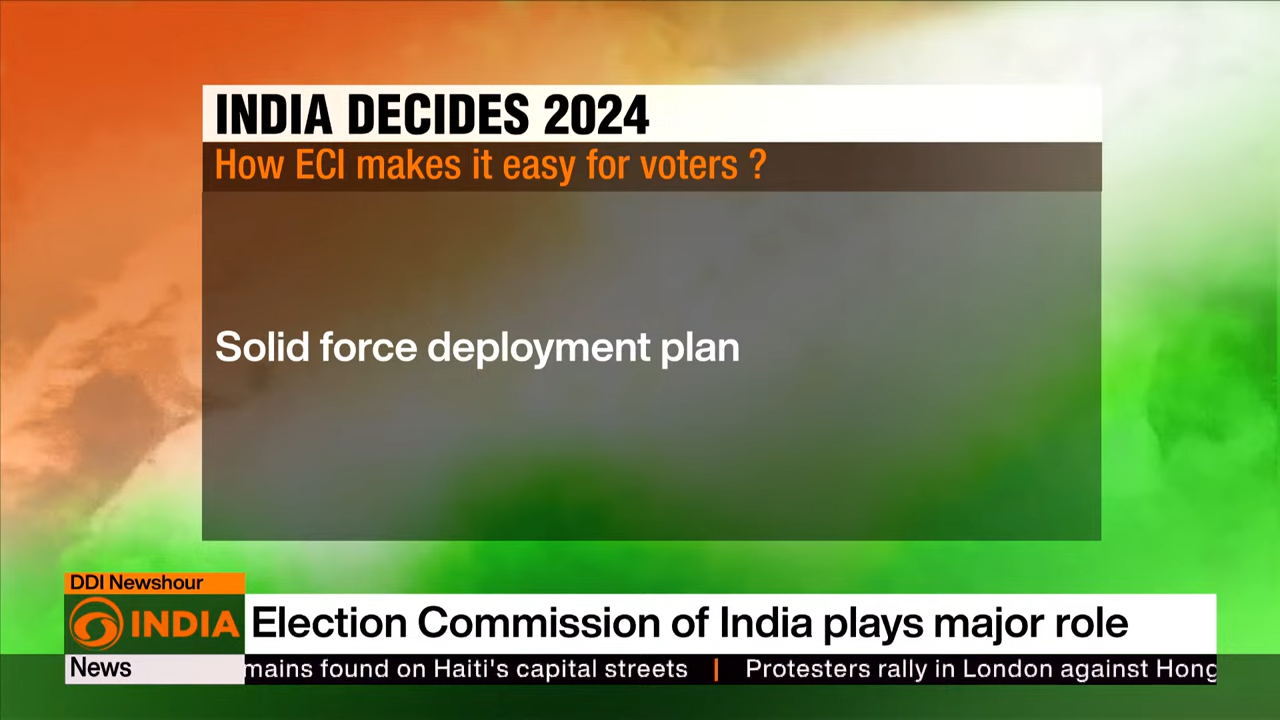 INDIA DECIDES 2024
How ECI makes it easy for voters ?
Solid force deployment plan
DDI Newshour
INDIA
Election Commission of India plays major role
News
mains found on Haiti's capital streets | Protesters rally in London against Hong